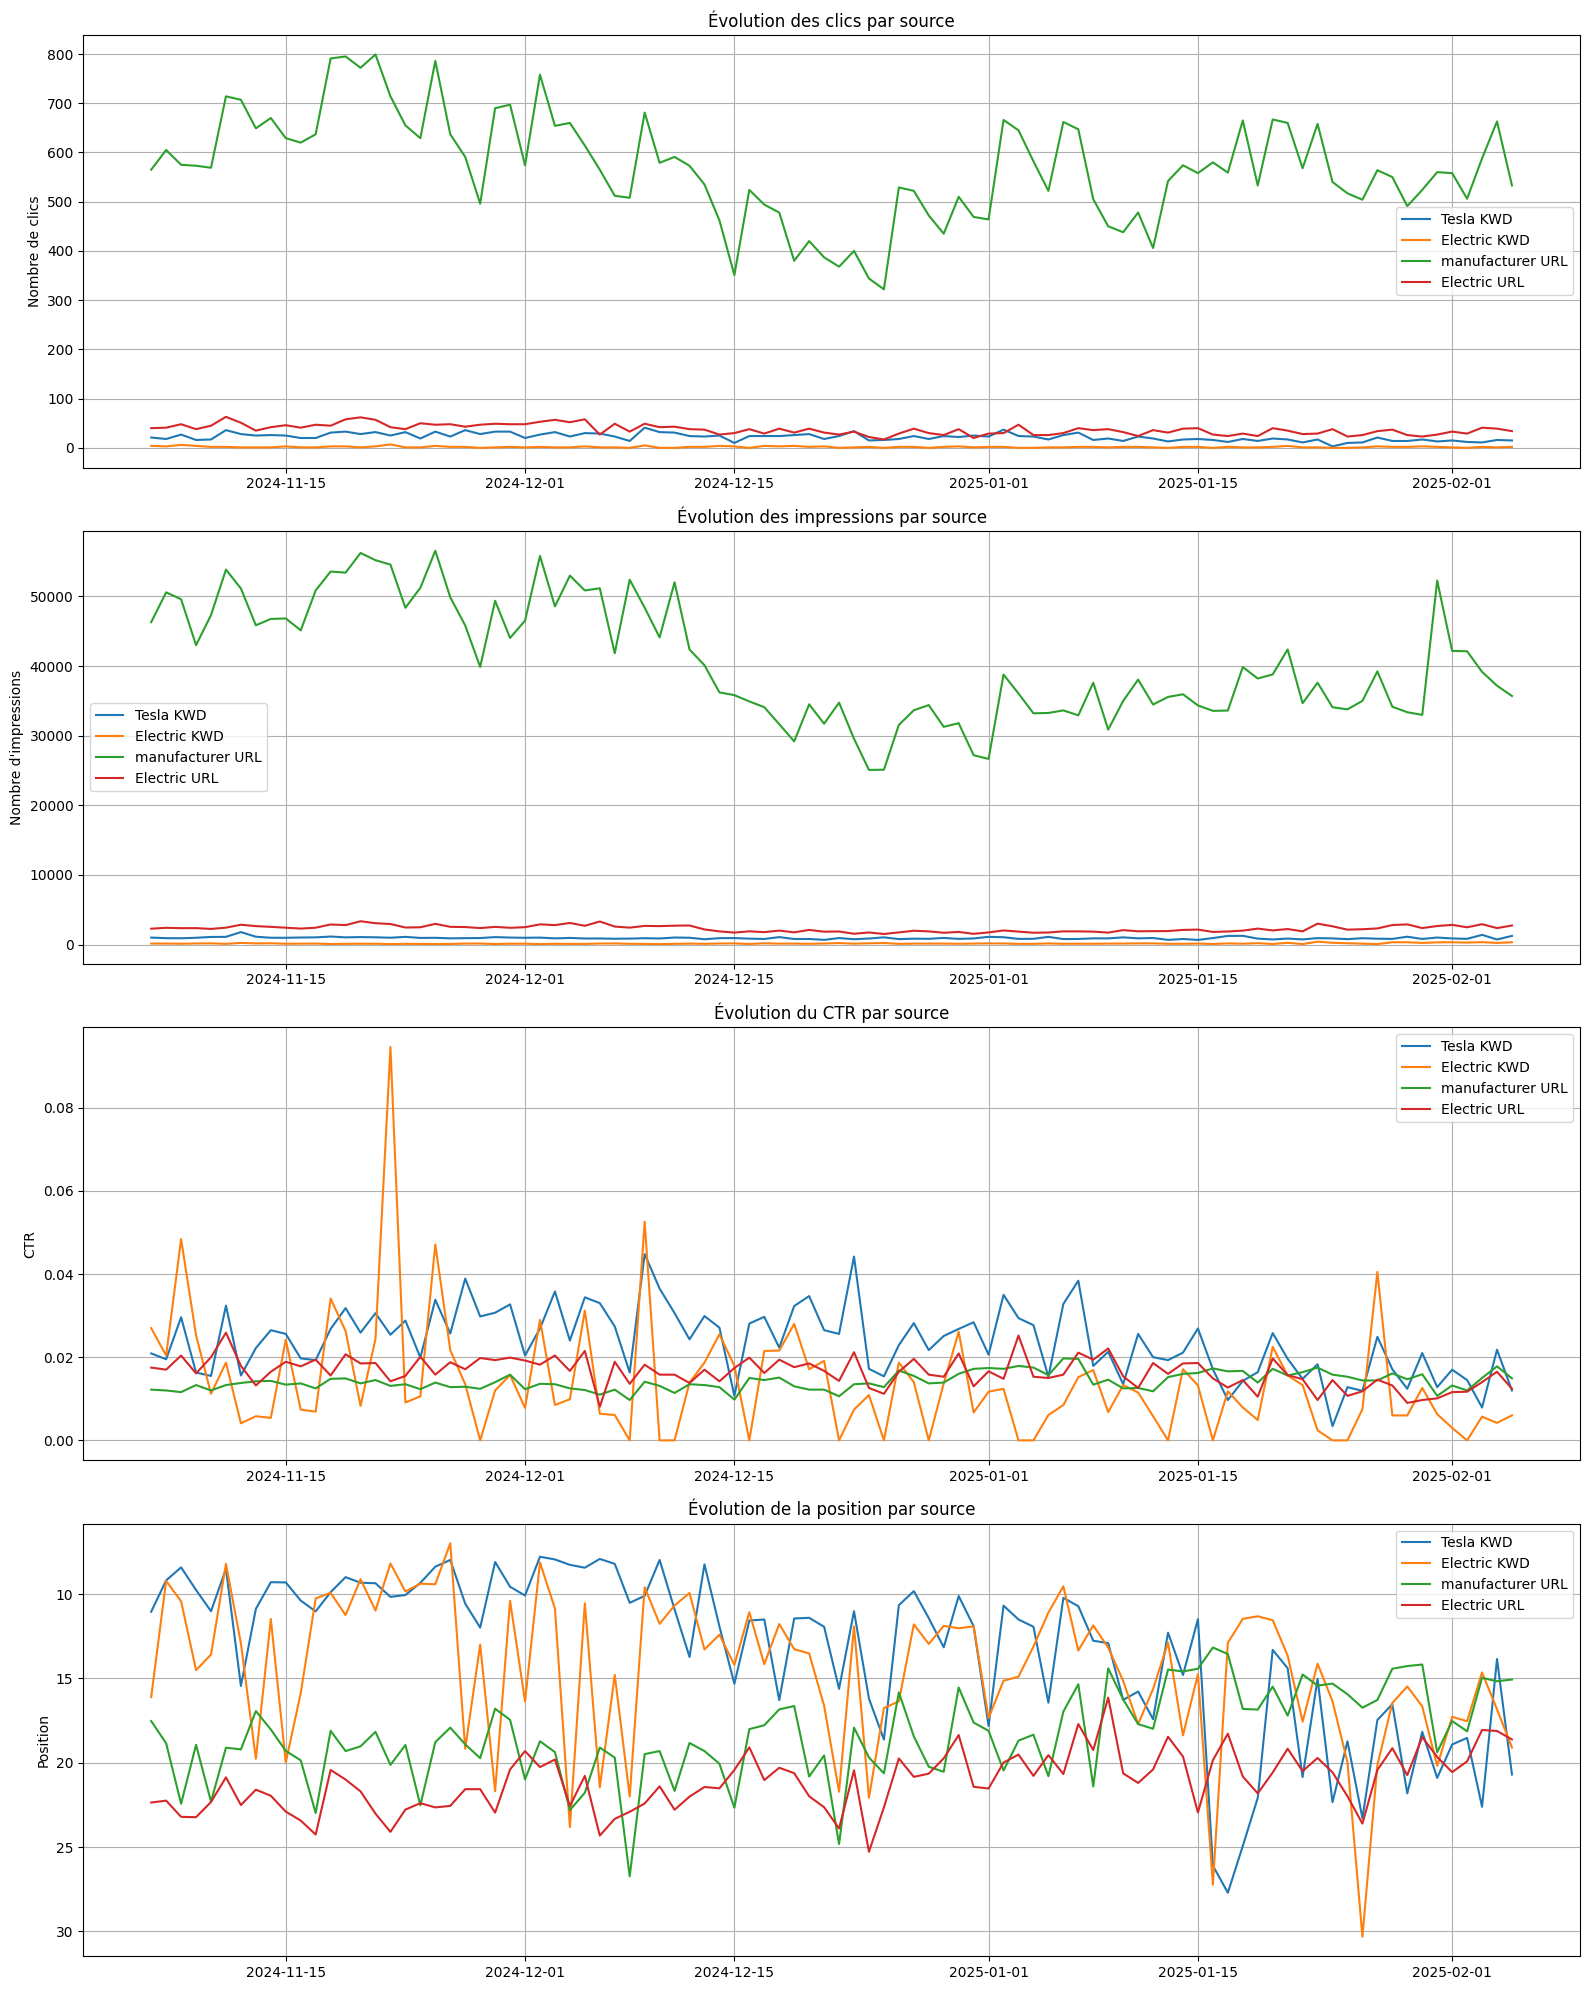 Évolution des clics par source
Nombre de clics
800
700
600
500
400
300
200
100
0
Tesla KWD
Electric KWD
manufacturer URL
Electric URL
2024-11-15
2024-12-01
2024-12-15
2025-01-01
2025-01-15
2025-02-01
Évolution des impressions par source
Nombre d'impressions
50000
40000
30000
20000
10000
0
Tesla KWD
Electric KWD
manufacturer URL
Electric URL
2024-11-15
2024-12-01
2024-12-15
2025-01-01
2025-01-15
2025-02-01
Évolution du CTR par source
CTR
0.08
0.06
0.04
0.02
0.00
Tesla KWD
Electric KWD
manufacturer URL
Electric URL
2024-11-15
2024-12-01
2024-12-15
2025-01-01
2025-01-15
2025-02-01
Évolution de la position par source
Position
10
15
20
25
30
Tesla KWD
Electric KWD
manufacturer URL
Electric URL
2024-11-15
2024-12-01
2024-12-15
2025-01-01
2025-01-15
2025-02-01